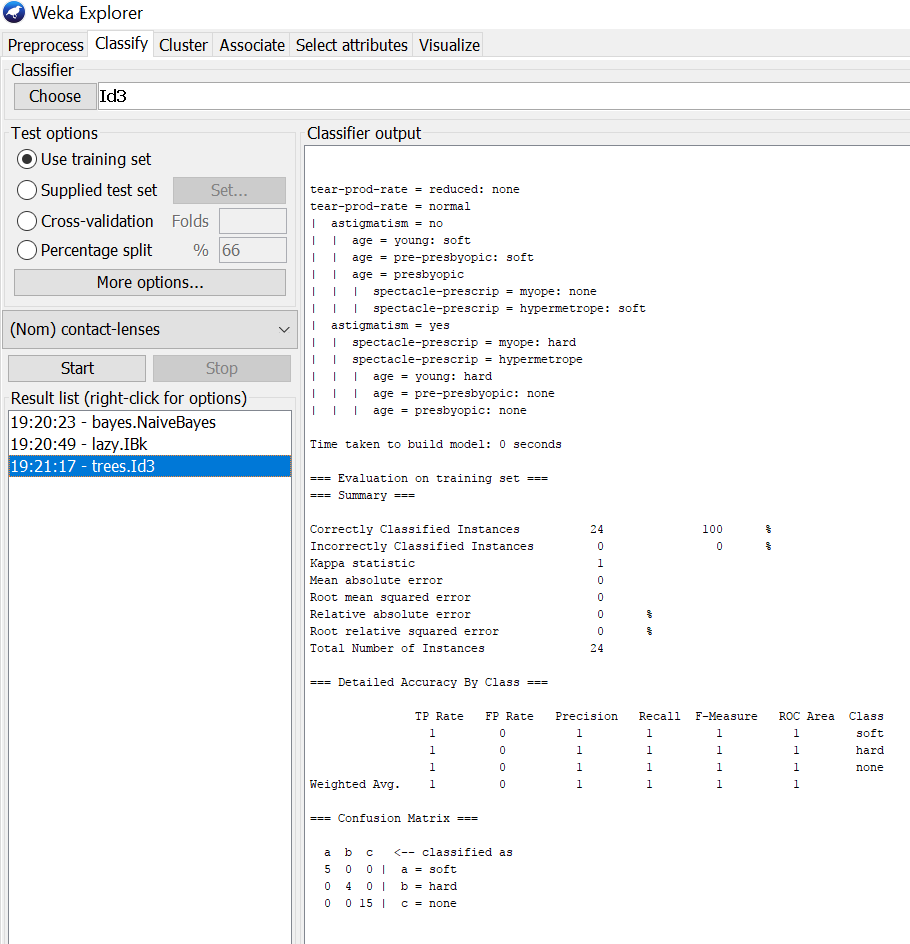 Weka Explorer
Preprocess Classify Cluster Associate Select attributes Visualize
Classifier
Choose Id3
Test options
Use training set
Supplied test set Set...
Cross-validation Folds
Percentage split % 66
More options...
(Nom) contact-lenses
Start Stop
Result list (right-click for options)
19:20:23 - bayes.NaiveBayes
19:20:49 - lazy.IBk
19:21:17 - trees.Id3
Classifier output
tear-prod-rate = reduced: none
tear-prod-rate = normal
|  astigmatism = no
|  |  age = young: soft
|  |  age = pre-presbyopic: soft
|  |  age = presbyopic
|  |  |  spectacle-prescrip = myope: none
|  |  |  spectacle-prescrip = hypermetrope: soft
|  astigmatism = yes
|  |  spectacle-prescrip = myope: hard
|  |  spectacle-prescrip = hypermetrope
|  |  |  age = young: hard
|  |  |  age = pre-presbyopic: none
|  |  |  age = presbyopic: none
Time taken to build model: 0 seconds
=== Evaluation on training set ===
=== Summary ===
Correctly Classified Instances 24 100 %
Incorrectly Classified Instances 0 0 %
Kappa statistic 1
Mean absolute error 0
Root mean squared error 0
Relative absolute error 0 %
Root relative squared error 0 %
Total Number of Instances 24
=== Detailed Accuracy By Class ===
TP Rate FP Rate Precision Recall F-Measure ROC Area Class
1 0 1 1 1 1 soft
1 0 1 1 1 1 hard
1 0 1 1 1 1 none
Weighted Avg. 1 0 1 1 1 1
=== Confusion Matrix ===
a b c <-- classified as
5 0 0 | a = soft
0 4 0 | b = hard
0 0 15 | c = none